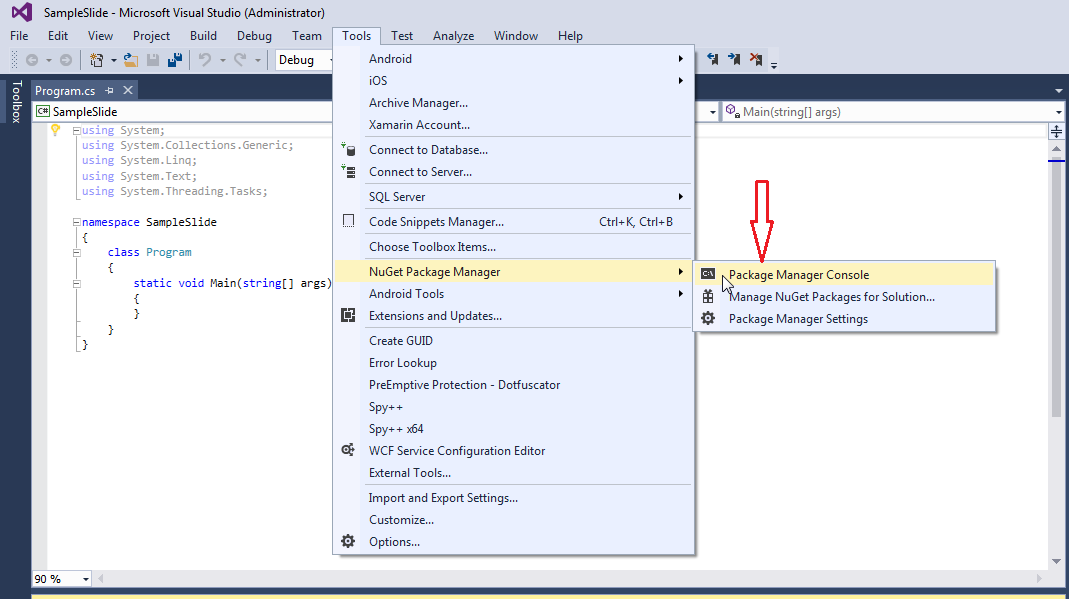 SampleSlide - Microsoft Visual Studio (Administrator)
File Edit View Project Build Debug Team Tools Test Analyze Window Help
Debug
Toolbox
Program.cs
C# SampleSlide
Main(string[] args)
using System;
using System.Collections.Generic;
using System.Linq;
using System.Text;
using System.Threading.Tasks;
namespace SampleSlide
{
class Program
{
static void Main(string[] args)
{
}
}
}
Android
iOS
Archive Manager...
Xamarin Account...
Connect to Database...
Connect to Server...
SQL Server
Code Snippets Manager... Ctrl+K, Ctrl+B
Choose Toolbox Items...
NuGet Package Manager
Android Tools
Extensions and Updates...
Create GUID
Error Lookup
PreEmptive Protection - Dotfuscator
Spy++
Spy++ x64
WCF Service Configuration Editor
External Tools...
Import and Export Settings...
Customize...
Options...
C:\ Package Manager Console
Manage NuGet Packages for Solution...
Package Manager Settings
90 %